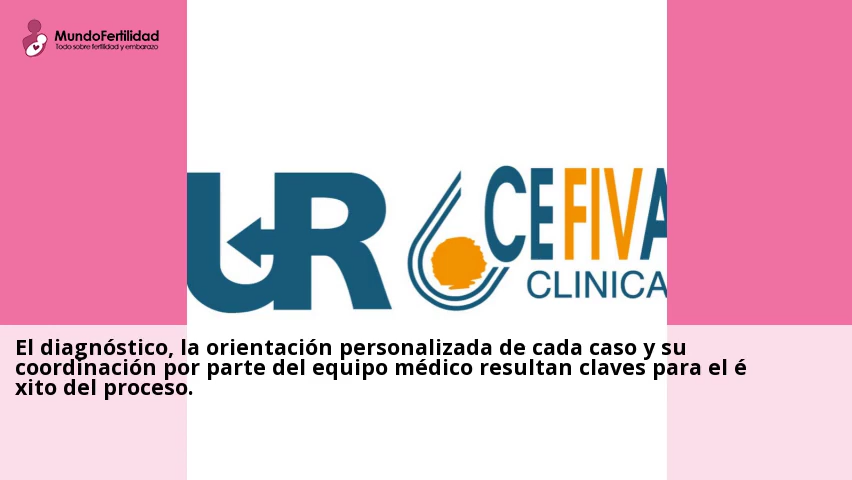 MundoFertilidad
Todo sobre fertilidad y embarazo
UR CEFIVA
CLINICA
El diagnóstico, la orientación personalizada de cada caso y su
coordinación por parte del equipo médico resultan claves para el é
xito del proceso.